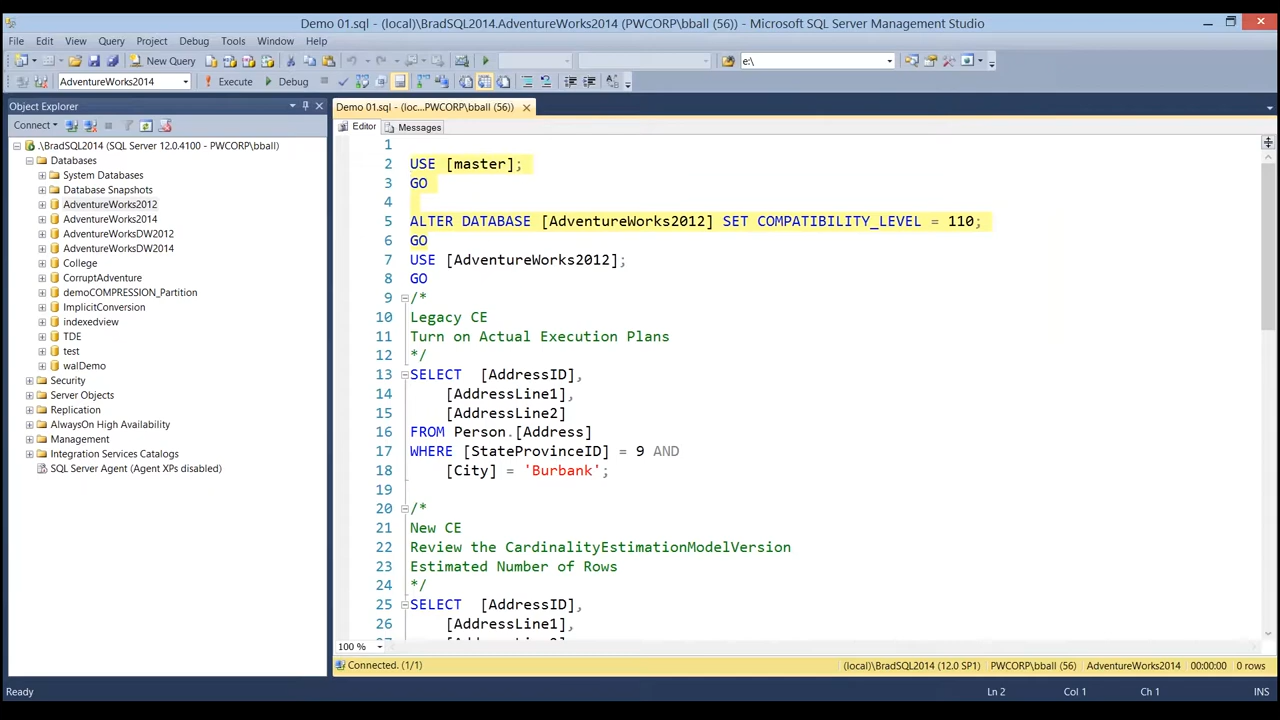 Demo 01.sql - (local)\BradSQL2014.AdventureWorks2014 (PWCORP\bball (56)) - Microsoft SQL Server Management Studio
File Edit View Query Project Debug Tools Window Help
New Query e:\
AdventureWorks2014 Execute Debug
Object Explorer
Connect
.\BradSQL2014 (SQL Server 12.0.4100 - PWCORP\bball)
Databases
System Databases
Database Snapshots
AdventureWorks2012
AdventureWorks2014
AdventureWorksDW2012
AdventureWorksDW2014
College
CorruptAdventure
demoCOMPRESSION_Partition
ImplicitConversion
indexedview
TDE
test
walDemo
Security
Server Objects
Replication
AlwaysOn High Availability
Management
Integration Services Catalogs
SQL Server Agent (Agent XPs disabled)
Demo 01.sql - (loc...PWCORP\bball (56))
Editor Messages
1
2 USE [master];
3 GO
4
5 ALTER DATABASE [AdventureWorks2012] SET COMPATIBILITY_LEVEL = 110;
6 GO
7 USE [AdventureWorks2012];
8 GO
9 /*
10 Legacy CE
11 Turn on Actual Execution Plans
12 */
13 SELECT [AddressID],
14 [AddressLine1],
15 [AddressLine2]
16 FROM Person.[Address]
17 WHERE [StateProvinceID] = 9 AND
18 [City] = 'Burbank';
19
20 /*
21 New CE
22 Review the CardinalityEstimationModelVersion
23 Estimated Number of Rows
24 */
25 SELECT [AddressID],
26 [AddressLine1],
100 %
Connected. (1/1) (local)\BradSQL2014 (12.0 SP1) PWCORP\bball (56) AdventureWorks2014 00:00:00 0 rows
Ready Ln 2 Col 1 Ch 1 INS